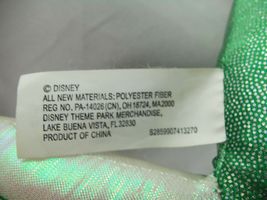 © DISNEY
ALL NEW MATERIALS: POLYESTER FIBER
REG NO. PA-14026 (CN), OH 18724, MA2000
DISNEY THEME PARK MERCHANDISE,
LAKE BUENA VISTA, FL32830
PRODUCT OF CHINA S2859907413270